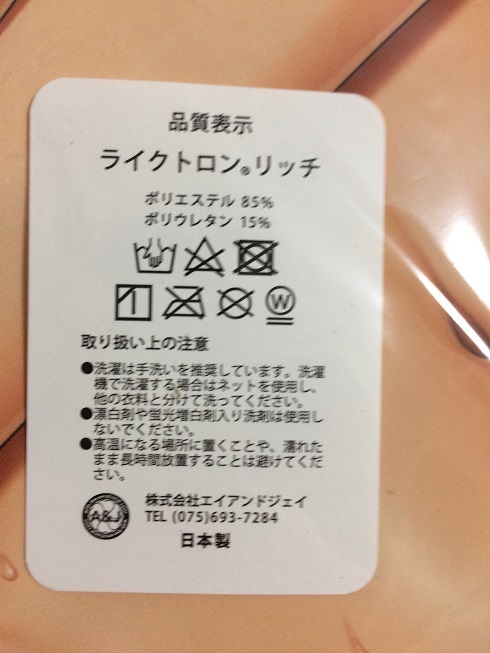 品質表示
ライクトロン®リッチ
ポリエステル 85%
ポリウレタン 15%
W
取り扱い上の注意
●洗濯は手洗いを推奨しています。洗濯
機で洗濯する場合はネットを使用し、
他の衣料と分けて洗ってください。
●漂白剤や蛍光増白剤入り洗剤は使用し
ないでください。
●高温になる場所に置くことや、濡れた
まま長時間放置することは避けてくだ
さい。
A&J
株式会社エイアンドジェイ
TEL (075)693-7284
日本製